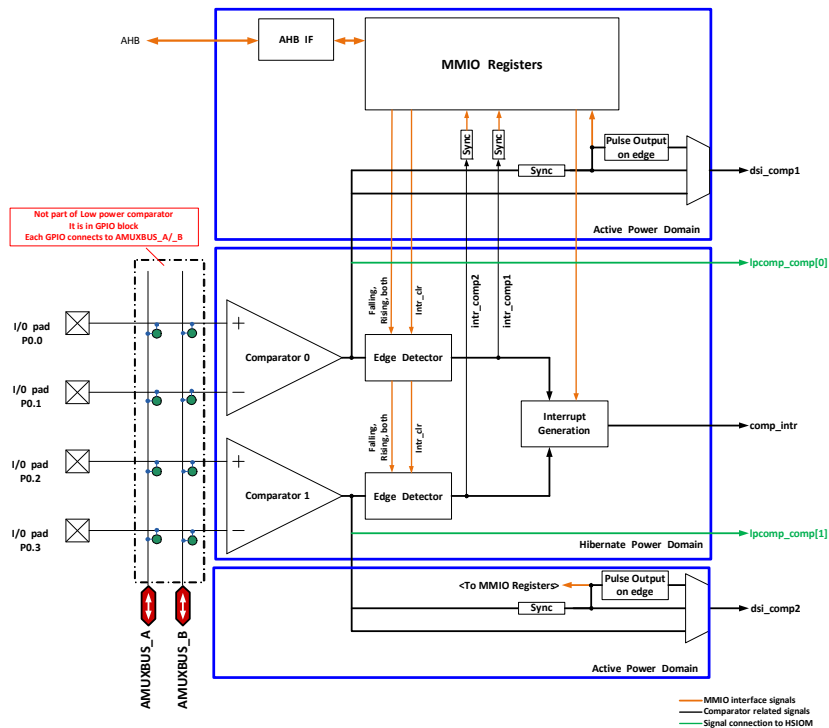 AHB
AHB IF
MMIO Registers
Sync
Sync
Pulse Output
on edge
Sync
dsi_comp1
Active Power Domain
Not part of Low power comparator
It is in GPIO block
Each GPIO connects to AMUXBUS_A/_B
lpcomp_comp[0]
Falling,
Rising, both
Intr_clr
intr_comp2
intr_comp1
I/0 pad
P0.0
+
Comparator 0
Edge Detector
I/0 pad
P0.1
−
Falling,
Rising, both
Intr_clr
Interrupt
Generation
comp_intr
I/0 pad
P0.2
+
Comparator 1
Edge Detector
I/0 pad
P0.3
−
lpcomp_comp[1]
Hibernate Power Domain
<To MMIO Registers>
Pulse Output
on edge
Sync
dsi_comp2
AMUXBUS_A
AMUXBUS_B
Active Power Domain
MMIO interface signals
Comparator related signals
Signal connection to HSIOM